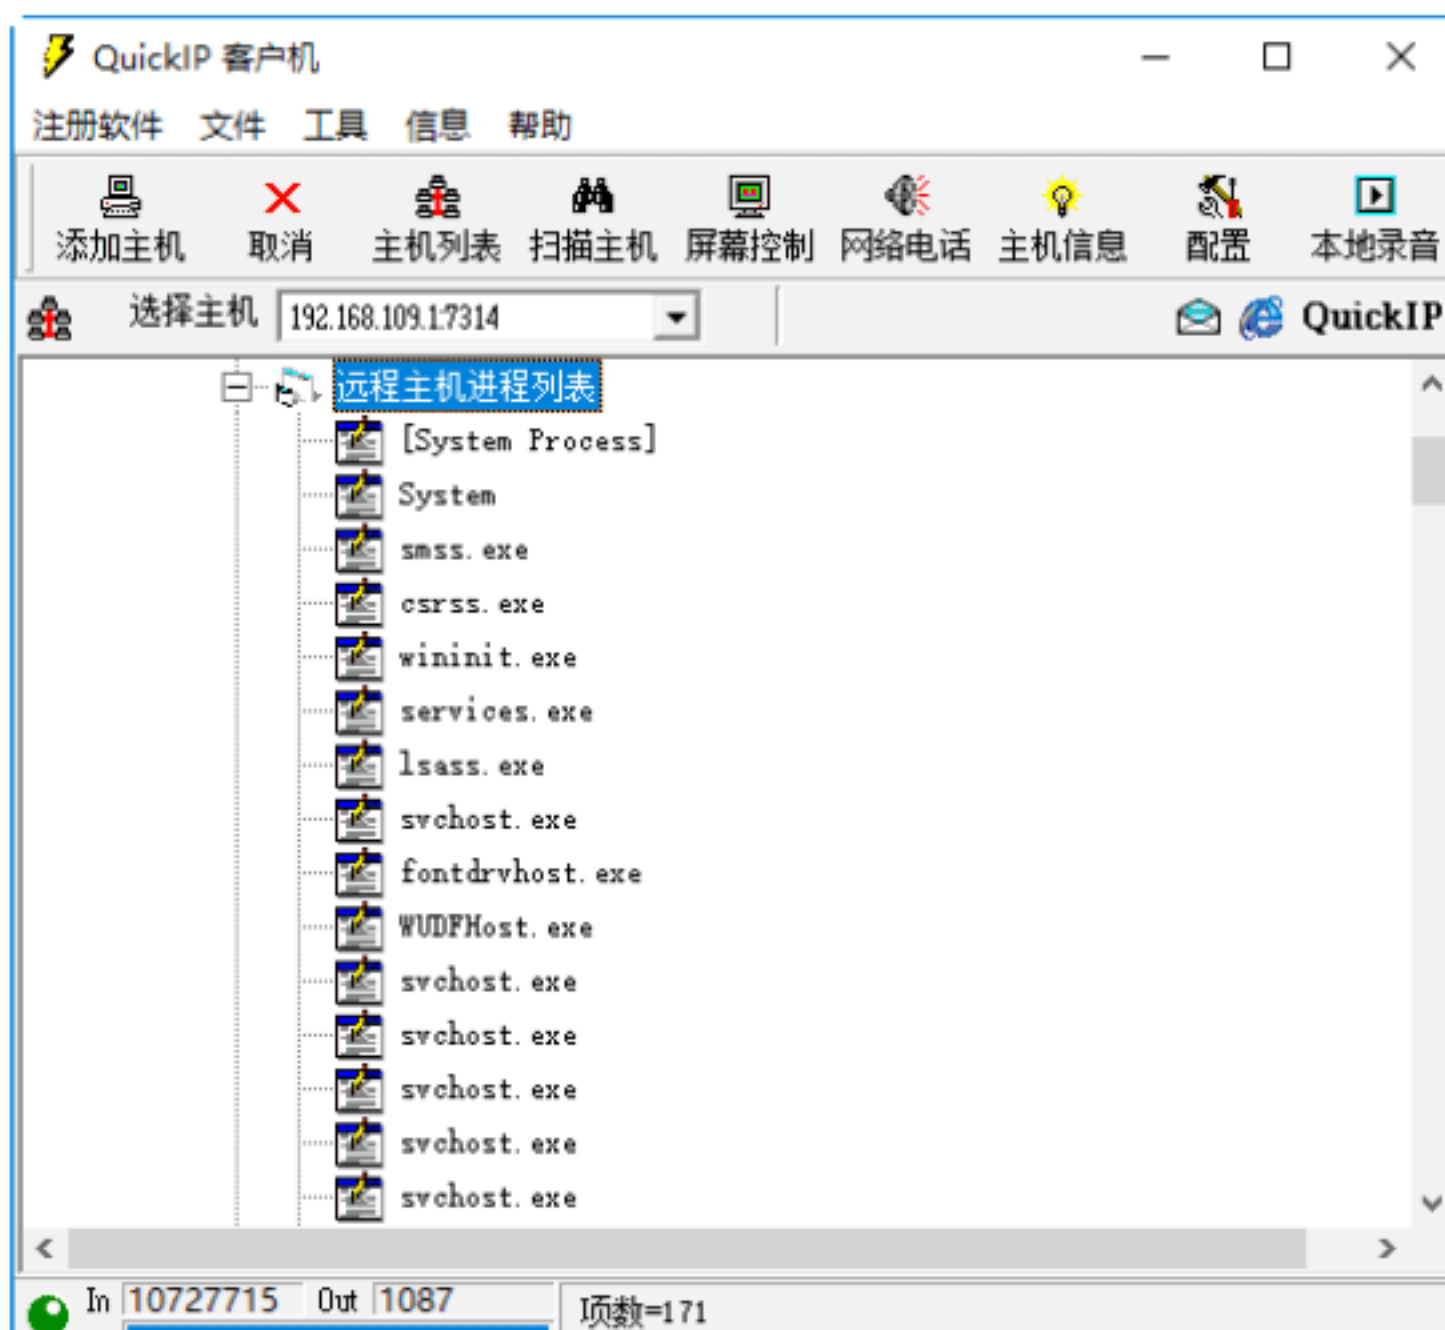 QuickIP 客户机
注册软件 文件 工具 信息 帮助
添加主机 取消 主机列表 扫描主机 屏幕控制 网络电话 主机信息 配置 本地录音
选择主机 192.168.109.1:7314 QuickIP
远程主机进程列表
[System Process]
System
smss.exe
csrss.exe
wininit.exe
services.exe
lsass.exe
svchost.exe
fontdrvhost.exe
WUDFHost.exe
svchost.exe
svchost.exe
svchost.exe
svchost.exe
svchost.exe
In 10727715 Out 1087 项数=171